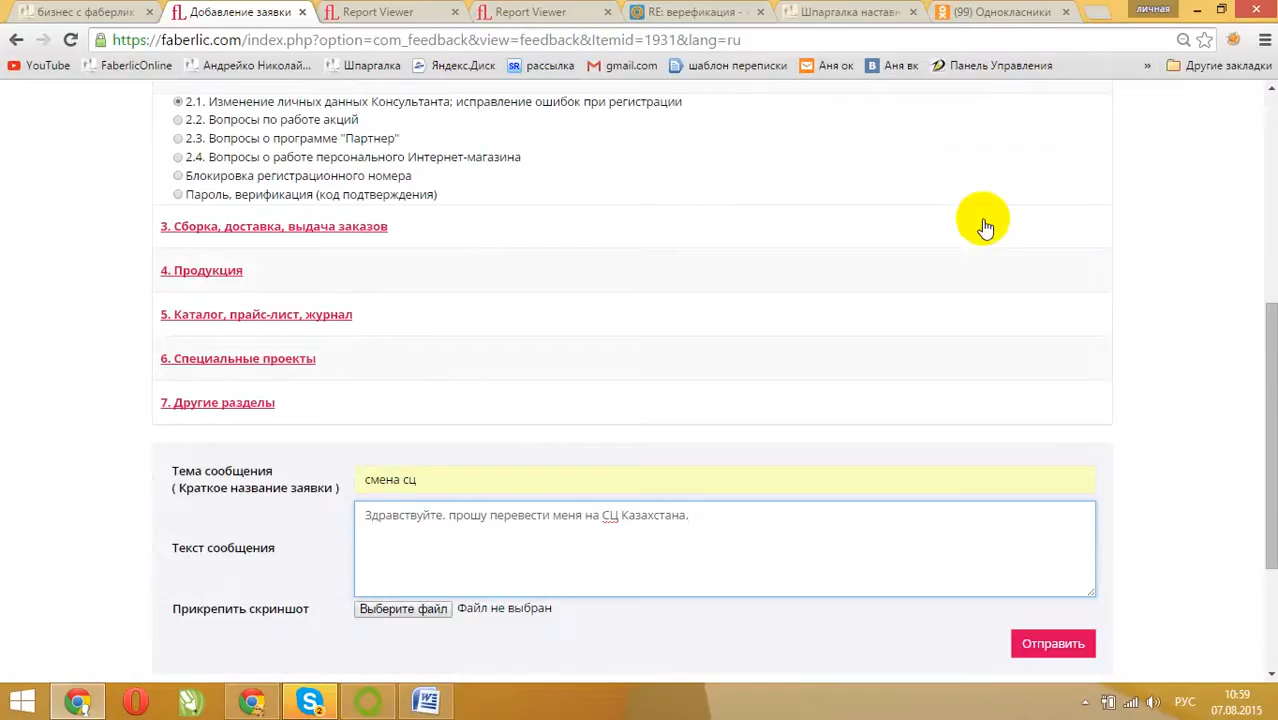 бизнес с фаберлик
Добавление заявки
Report Viewer
Report Viewer
RE: верификация -
Шпаргалка настав
(99) Одноклассники
личная
https://faberlic.com/index.php?option=com_feedback&view=feedback&Itemid=1931&lang=ru
YouTube
FaberlicOnline
Андрейко Николай...
Шпаргалка
Яндекс.Диск
SR рассылка
gmail.com
шаблон переписки
Аня ок
Аня вк
Панель Управления
»
Другие закладки
2.1. Изменение личных данных Консультанта; исправление ошибок при регистрации
2.2. Вопросы по работе акций
2.3. Вопросы о программе "Партнер"
2.4. Вопросы о работе персонального Интернет-магазина
Блокировка регистрационного номера
Пароль, верификация (код подтверждения)
3. Сборка, доставка, выдача заказов
4. Продукция
5. Каталог, прайс-лист, журнал
6. Специальные проекты
7. Другие разделы
Тема сообщения
( Краткое название заявки )
смена сц
Здравствуйте. прошу перевести меня на СЦ Казахстана.
Текст сообщения
Прикрепить скриншот
Выберите файл
Файл не выбран
Отправить
2
РУС
10:59
07.08.2015